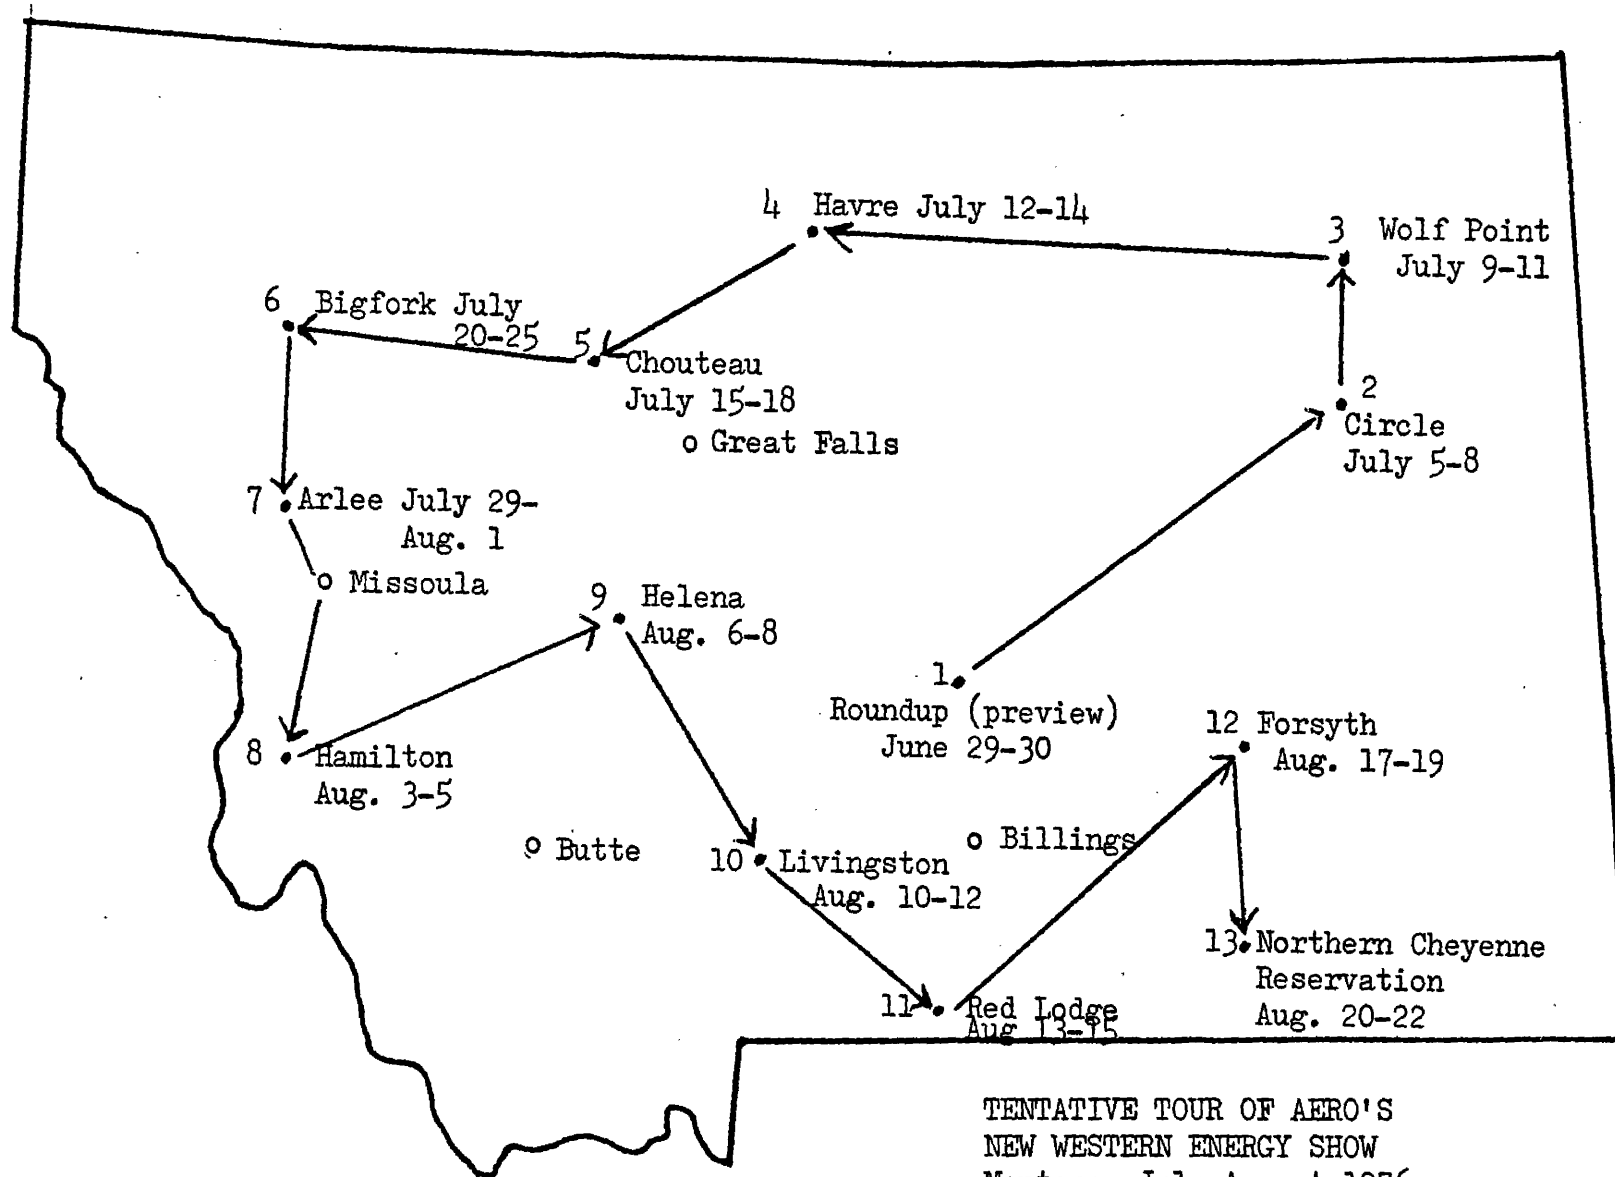 4 Havre July 12-14
3 Wolf Point
July 9-11
6 Bigfork July
20-25
5
Chouteau
July 15-18
Great Falls
2
Circle
July 5-8
7 Arlee July 29-
Aug. 1
Missoula
9 Helena
Aug. 6-8
1
Roundup (preview)
June 29-30
12 Forsyth
Aug. 17-19
8 Hamilton
Aug. 3-5
Butte
10 Livingston
Aug. 10-12
Billings
13 Northern Cheyenne
Reservation
Aug. 20-22
11 Red Lodge
Aug 13-15
TENTATIVE TOUR OF AERO'S
NEW WESTERN ENERGY SHOW